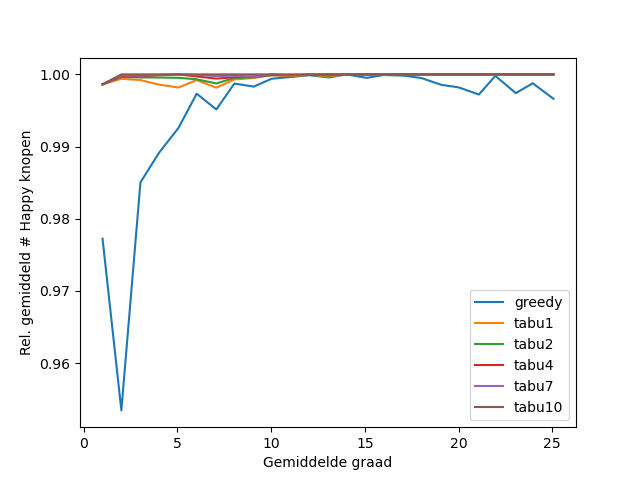 1.00
0.99
0.98
0.97
0.96
Rel. gemiddeld # Happy knopen
0
5
10
15
20
25
Gemiddelde graad
greedy
tabu1
tabu2
tabu4
tabu7
tabu10